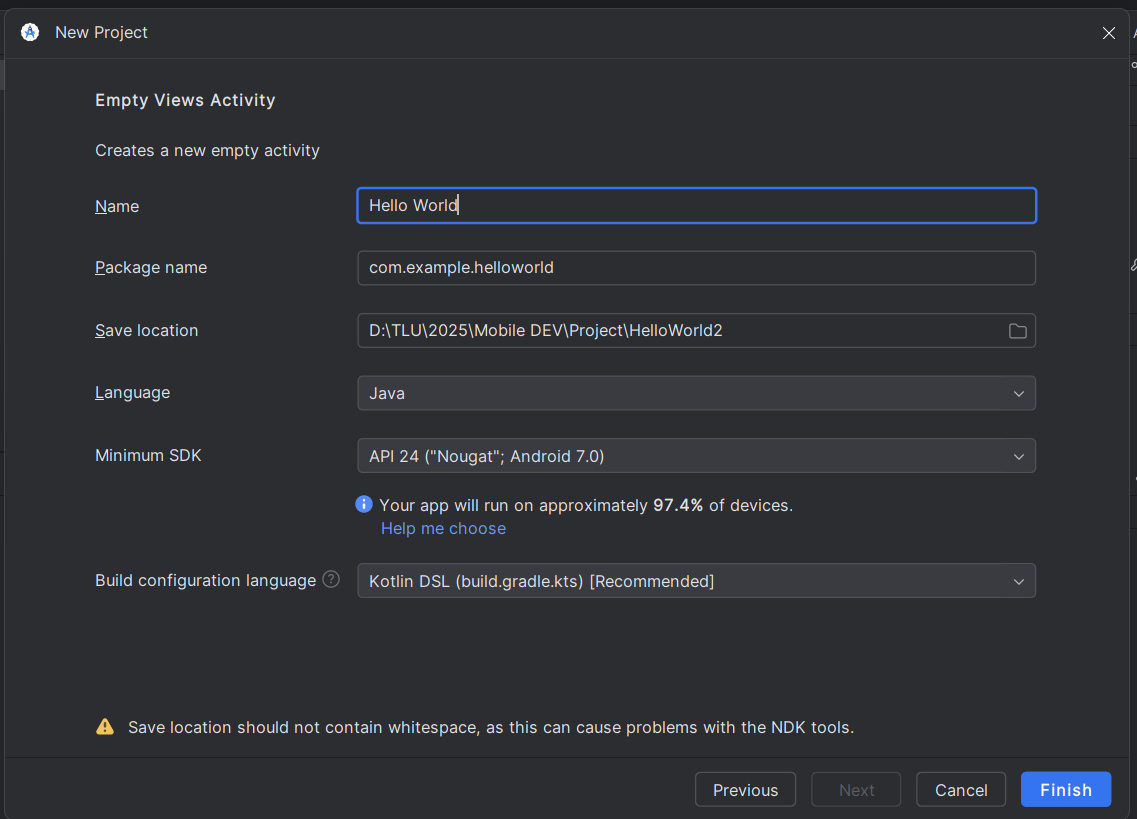 New Project
Empty Views Activity
Creates a new empty activity
Name
Hello World
Package name
com.example.helloworld
Save location
D:\TLU\2025\Mobile DEV\Project\HelloWorld2
Language
Java
Minimum SDK
API 24 ("Nougat"; Android 7.0)
Your app will run on approximately 97.4% of devices.
Help me choose
Build configuration language ?
Kotlin DSL (build.gradle.kts) [Recommended]
Save location should not contain whitespace, as this can cause problems with the NDK tools.
Previous
Next
Cancel
Finish